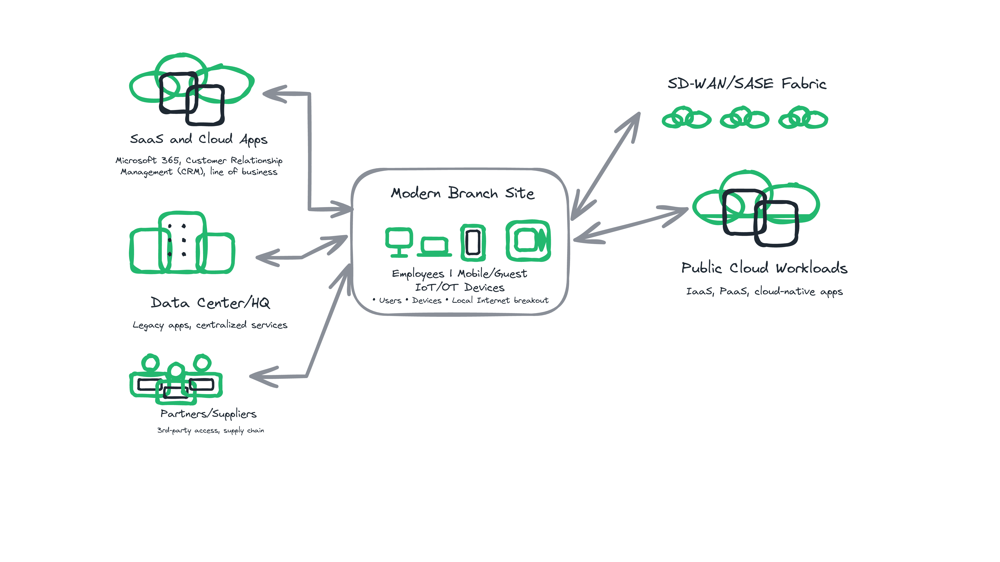 SaaS and Cloud Apps
Microsoft 365, Customer Relationship
Management (CRM), line of business
Data Center/HQ
Legacy apps, centralized services
Partners/Suppliers
3rd-party access, supply chain
Modern Branch Site
Employees | Mobile/Guest
IoT/OT Devices
• Users • Devices • Local Internet breakout
SD-WAN/SASE Fabric
Public Cloud Workloads
IaaS, PaaS, cloud-native apps